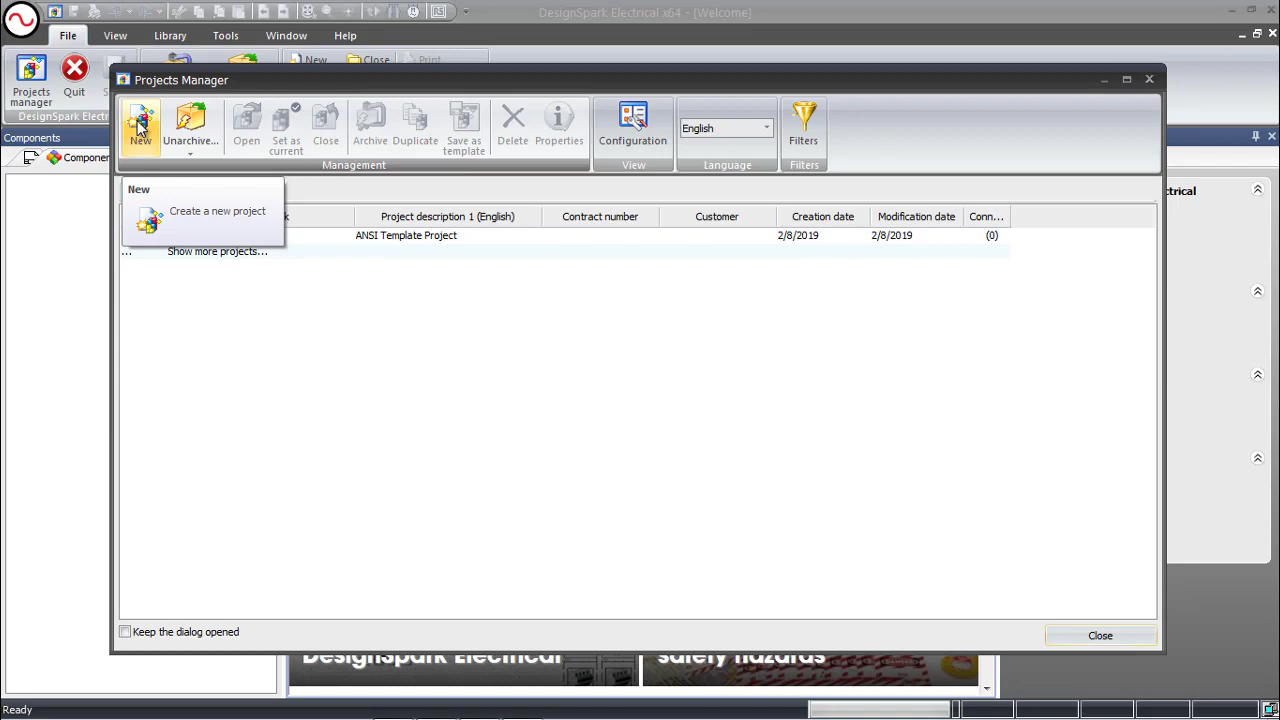 DesignSpark Electrical x64 - [Welcome]
File View Library Tools Window Help
New Close Print
Projects manager
Quit
DesignSpark Elect
Components
Component
Projects Manager
New Unarchive... Open Set as current Close Archive Duplicate Save as template Delete Properties Configuration English Filters
Management View Language Filters
New
Create a new project
Project description 1 (English) Contract number Customer Creation date Modification date Conn...
ANSI Template Project 2/8/2019 2/8/2019 (0)
... Show more projects...
Keep the dialog opened
Close
DesignSpark Electrical safety hazards
Ready